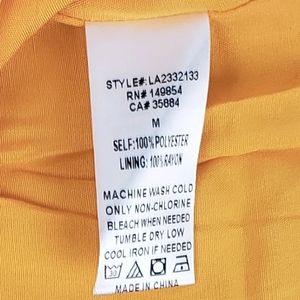 STYLE#:LA2332133
RN# 149854
CA# 35884
M
SELF:100% POLYESTER
LINING: 100% RAYON
MACHINE WASH COLD
ONLY NON-CHLORINE
BLEACH WHEN NEEDED
TUMBLE DRY LOW
COOL IRON IF NEEDED
MADE IN CHINA